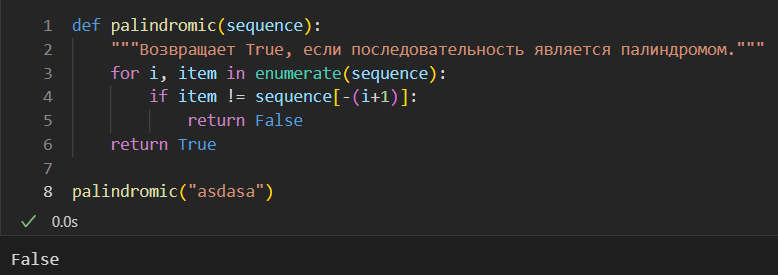 1 def palindromic(sequence):
2     """Возвращает True, если последовательность является палиндромом."""
3     for i, item in enumerate(sequence):
4         if item != sequence[-(i+1)]:
5             return False
6     return True
7
8 palindromic("asdasa")
✓ 0.0s
False